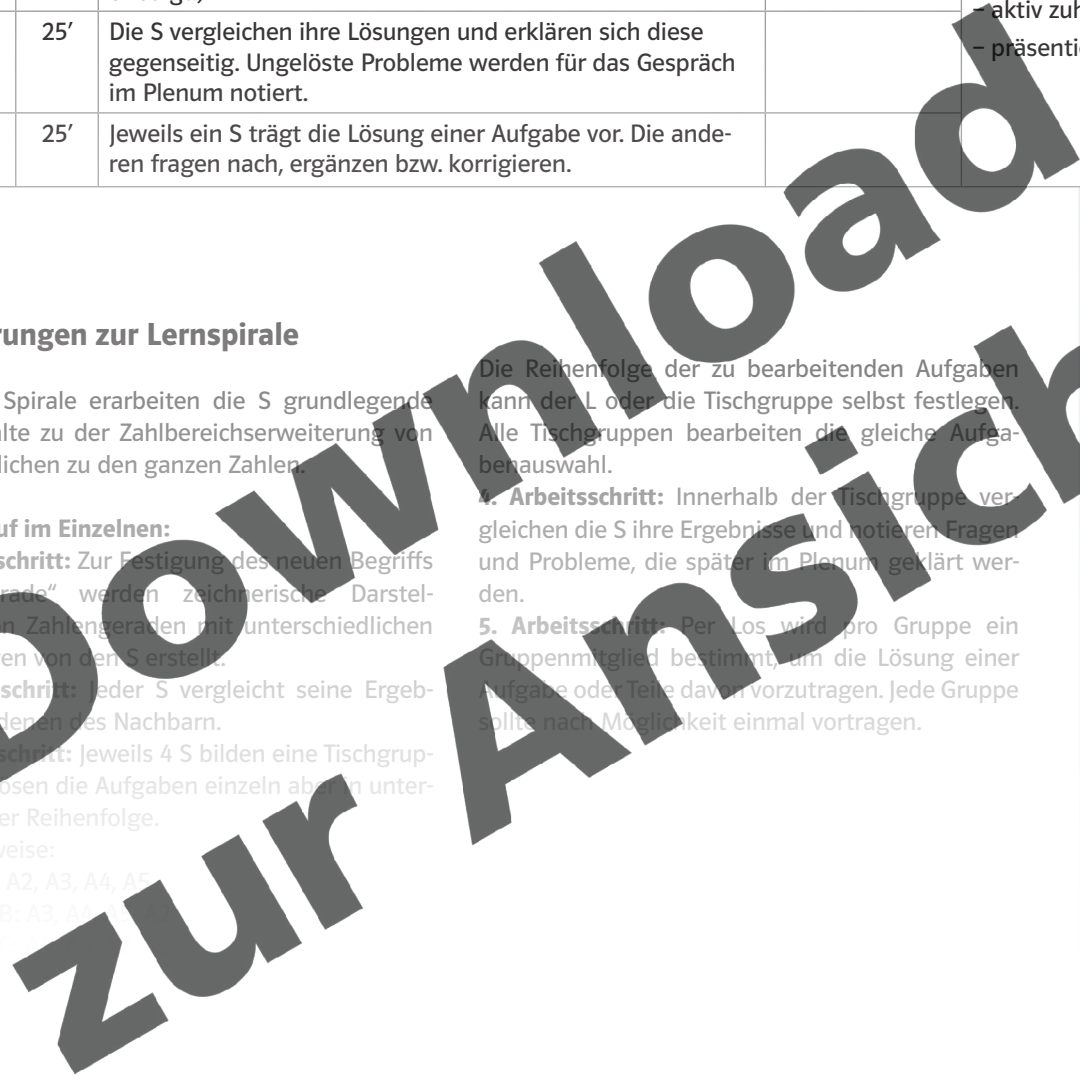 25’
Die S vergleichen ihre Lösungen und erklären sich diese
gegenseitig. Ungelöste Probleme werden für das Gespräch
im Plenum notiert.
25’
Jeweils ein S trägt die Lösung einer Aufgabe vor. Die ande-
ren fragen nach, ergänzen bzw. korrigieren.
– aktiv zuh
– präsenti
rungen zur Lernspirale
Spirale erarbeiten die S grundlegende
lte zu der Zahlbereichserweiterung von
lichen zu den ganzen Zahlen.
uf im Einzelnen:
schritt: Zur Festigung des neuen Begriffs
rade“ werden zeichnerische Darstel-
n Zahlengeraden mit unterschiedlichen
ren von den S erstellt.
schritt: Jeder S vergleicht seine Ergeb-
denen des Nachbarn.
schritt: Jeweils 4 S bilden eine Tischgrup-
ösen die Aufgaben einzeln aber in unter-
er Reihenfolge.
weise:
A2, A3, A4, A5
B: A3, A4, A5, A2
Die Reihenfolge der zu bearbeitenden Aufgaben
kann der L oder die Tischgruppe selbst festlegen.
Alle Tischgruppen bearbeiten die gleiche Aufga-
benauswahl.
4. Arbeitsschritt: Innerhalb der Tischgruppe ver-
gleichen die S ihre Ergebnisse und notieren Fragen
und Probleme, die später im Plenum geklärt wer-
den.
5. Arbeitsschritt: Per Los wird pro Gruppe ein
Gruppenmitglied bestimmt, um die Lösung einer
Aufgabe oder Teile davon vorzutragen. Jede Gruppe
sollte nach Möglichkeit einmal vortragen.
Download
zur Ansich